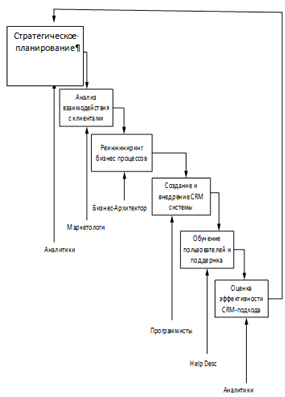 Стратегическое-
планирование¶
Анализ
взаимодействия
с клиентами
Реинжиниринг
бизнес процессов
Создание и
внедрение CRM
системы
Обучение
пользователей и
поддержка
Оценка
эффективности
CRM-подхода
Бизнес-Архитектор
Маркетологи
Аналитики
Программисты
Help Desc
Аналитики